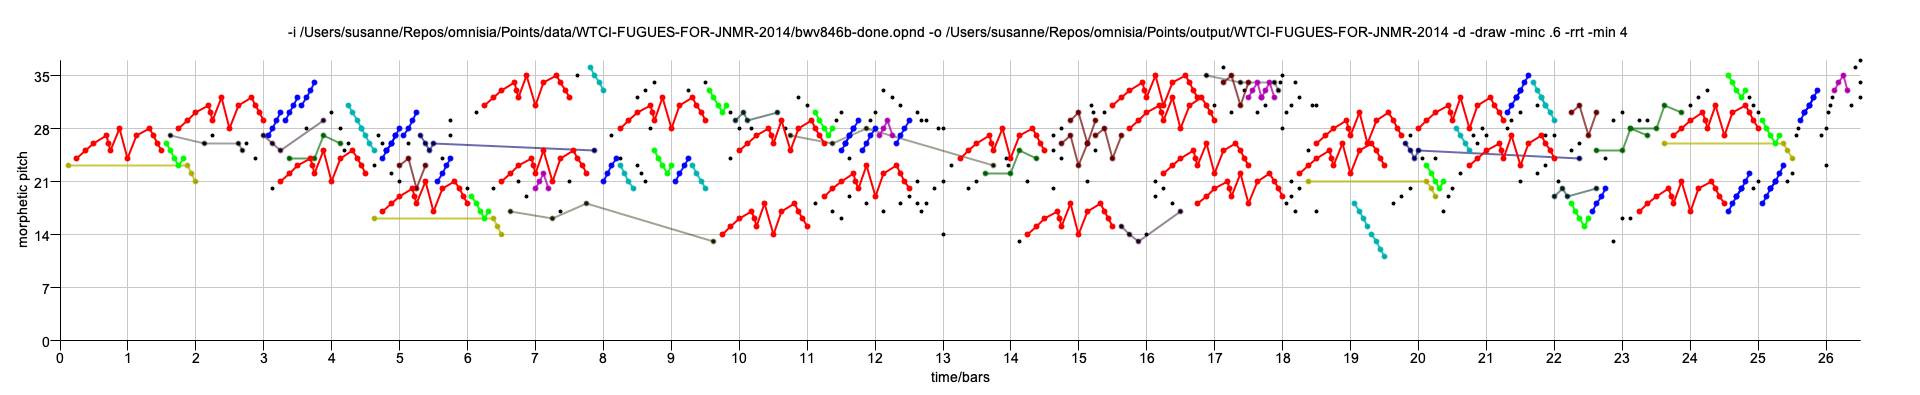 -i /Users/susanne/Repos/omnisia/Points/data/WTCI-FUGUES-FOR-JNMR-2014/bwv846b-done.opnd -o /Users/susanne/Repos/omnisia/Points/output/WTCI-FUGUES-FOR-JNMR-2014 -d -draw -minc .6 -rrt -min 4
morphetic pitch
35
28
21
14
7
0
0 1 2 3 4 5 6 7 8 9 10 11 12 13 14 15 16 17 18 19 20 21 22 23 24 25 26
time/bars